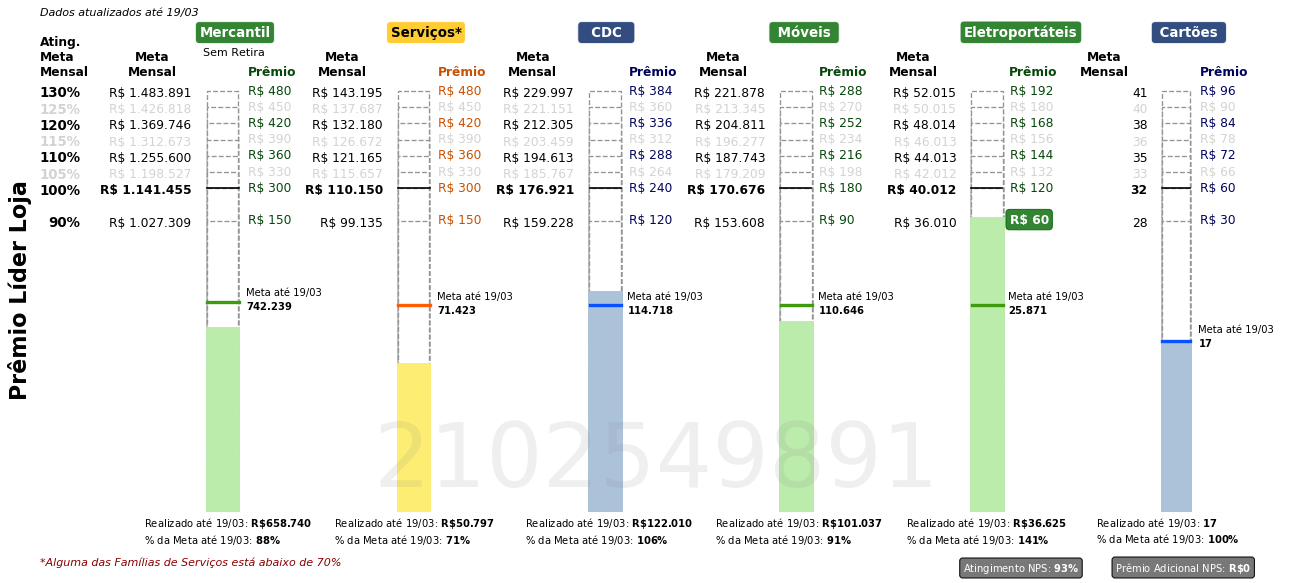 Dados atualizados até 19/03
Mercantil Serviços* CDC Móveis Eletroportáteis Cartões
Sem Retira
Ating. Meta Mensal Meta Mensal Prêmio Meta Mensal Prêmio Meta Mensal Prêmio Meta Mensal Prêmio Meta Mensal Prêmio Meta Mensal Prêmio
130% R$ 1.483.891 R$ 480 R$ 143.195 R$ 480 R$ 229.997 R$ 384 R$ 221.878 R$ 288 R$ 52.015 R$ 192 41 R$ 96
125% R$ 1.426.818 R$ 450 R$ 137.687 R$ 450 R$ 221.151 R$ 360 R$ 213.345 R$ 270 R$ 50.015 R$ 180 40 R$ 90
120% R$ 1.369.746 R$ 420 R$ 132.180 R$ 420 R$ 212.305 R$ 336 R$ 204.811 R$ 252 R$ 48.014 R$ 168 38 R$ 84
115% R$ 1.312.673 R$ 390 R$ 126.672 R$ 390 R$ 203.459 R$ 312 R$ 196.277 R$ 234 R$ 46.013 R$ 156 36 R$ 78
110% R$ 1.255.600 R$ 360 R$ 121.165 R$ 360 R$ 194.613 R$ 288 R$ 187.743 R$ 216 R$ 44.013 R$ 144 35 R$ 72
105% R$ 1.198.527 R$ 330 R$ 115.657 R$ 330 R$ 185.767 R$ 264 R$ 179.209 R$ 198 R$ 42.012 R$ 132 33 R$ 66
100% R$ 1.141.455 R$ 300 R$ 110.150 R$ 300 R$ 176.921 R$ 240 R$ 170.676 R$ 180 R$ 40.012 R$ 120 32 R$ 60
90% R$ 1.027.309 R$ 150 R$ 99.135 R$ 150 R$ 159.228 R$ 120 R$ 153.608 R$ 90 R$ 36.010 R$ 60 28 R$ 30
Prêmio Líder Loja
Meta até 19/03 Meta até 19/03 Meta até 19/03 Meta até 19/03 Meta até 19/03
742.239 71.423 114.718 110.646 25.871
Meta até 19/03
17
2102549891
Realizado até 19/03: R$658.740 Realizado até 19/03: R$50.797 Realizado até 19/03: R$122.010 Realizado até 19/03: R$101.037 Realizado até 19/03: R$36.625 Realizado até 19/03: 17
% da Meta até 19/03: 88% % da Meta até 19/03: 71% % da Meta até 19/03: 106% % da Meta até 19/03: 91% % da Meta até 19/03: 141% % da Meta até 19/03: 100%
*Alguma das Famílias de Serviços está abaixo de 70%
Atingimento NPS: 93% Prêmio Adicional NPS: R$0